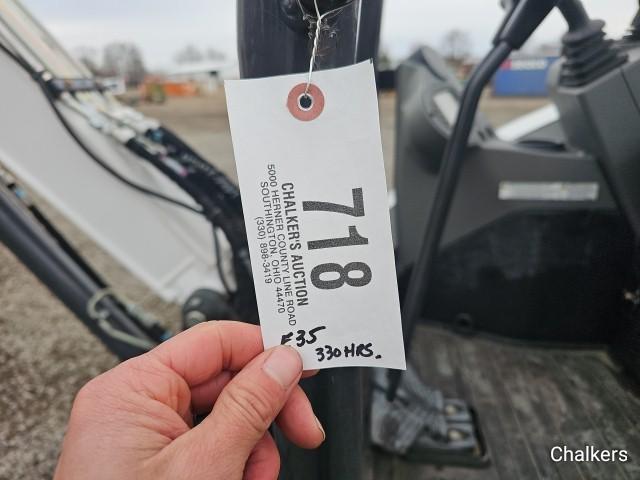 718
CHALKER'S AUCTION
5000 HERNER COUNTY LINE ROAD
SOUTHINGTON, OHIO 44470
(330) 898-3419
E35
330 HRS.
Chalkers